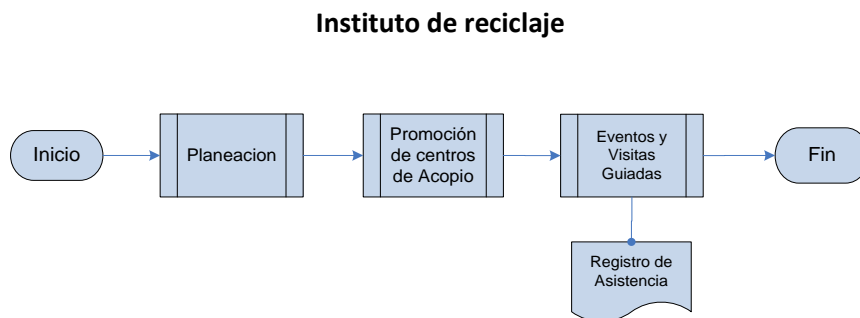 Instituto de reciclaje
Inicio
Planeacion
Promoción
de centros
de Acopio
Eventos y
Visitas
Guiadas
Fin
Registro de
Asistencia